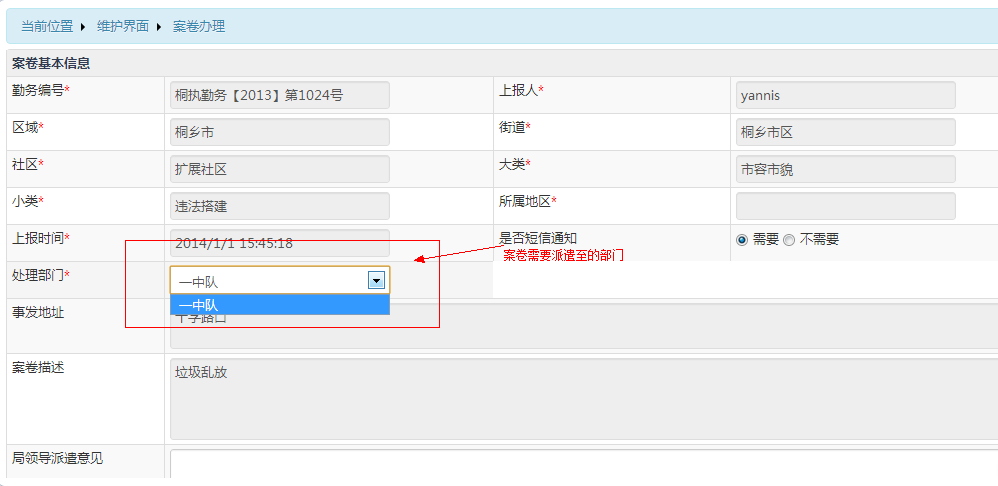 当前位置 维护界面 案卷办理
案卷基本信息
勤务编号* 桐执勤务【2013】第1024号 上报人* yannis
区域* 桐乡市 街道* 桐乡市区
社区* 扩展社区 大类* 市容市貌
小类* 违法搭建 所属地区*
上报时间* 2014/1/1 15:45:18 是否短信通知 需要 不需要
案卷需要派遣至的部门
处理部门* 一中队
一中队
事发地址 十字路口
案卷描述 垃圾乱放
局领导派遣意见